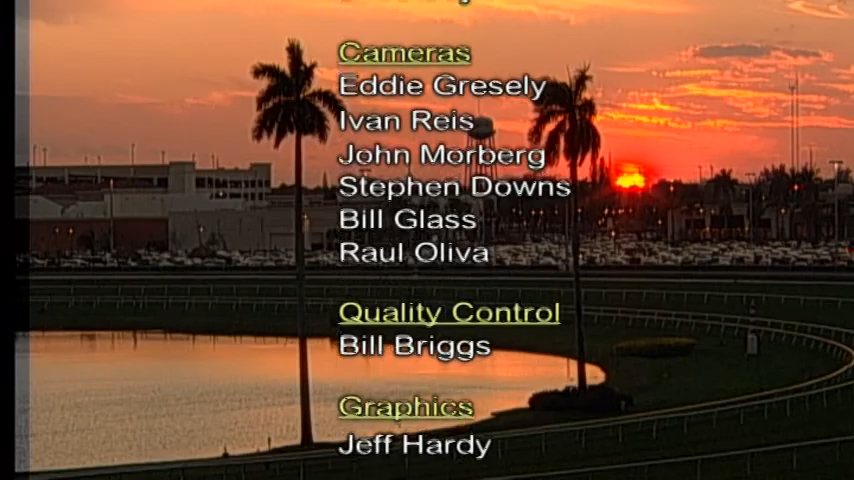 Cameras
Eddie Gresely
Ivan Reis
John Morberg
Stephen Downs
Bill Glass
Raul Oliva
Quality Control
Bill Briggs
Graphics
Jeff Hardy